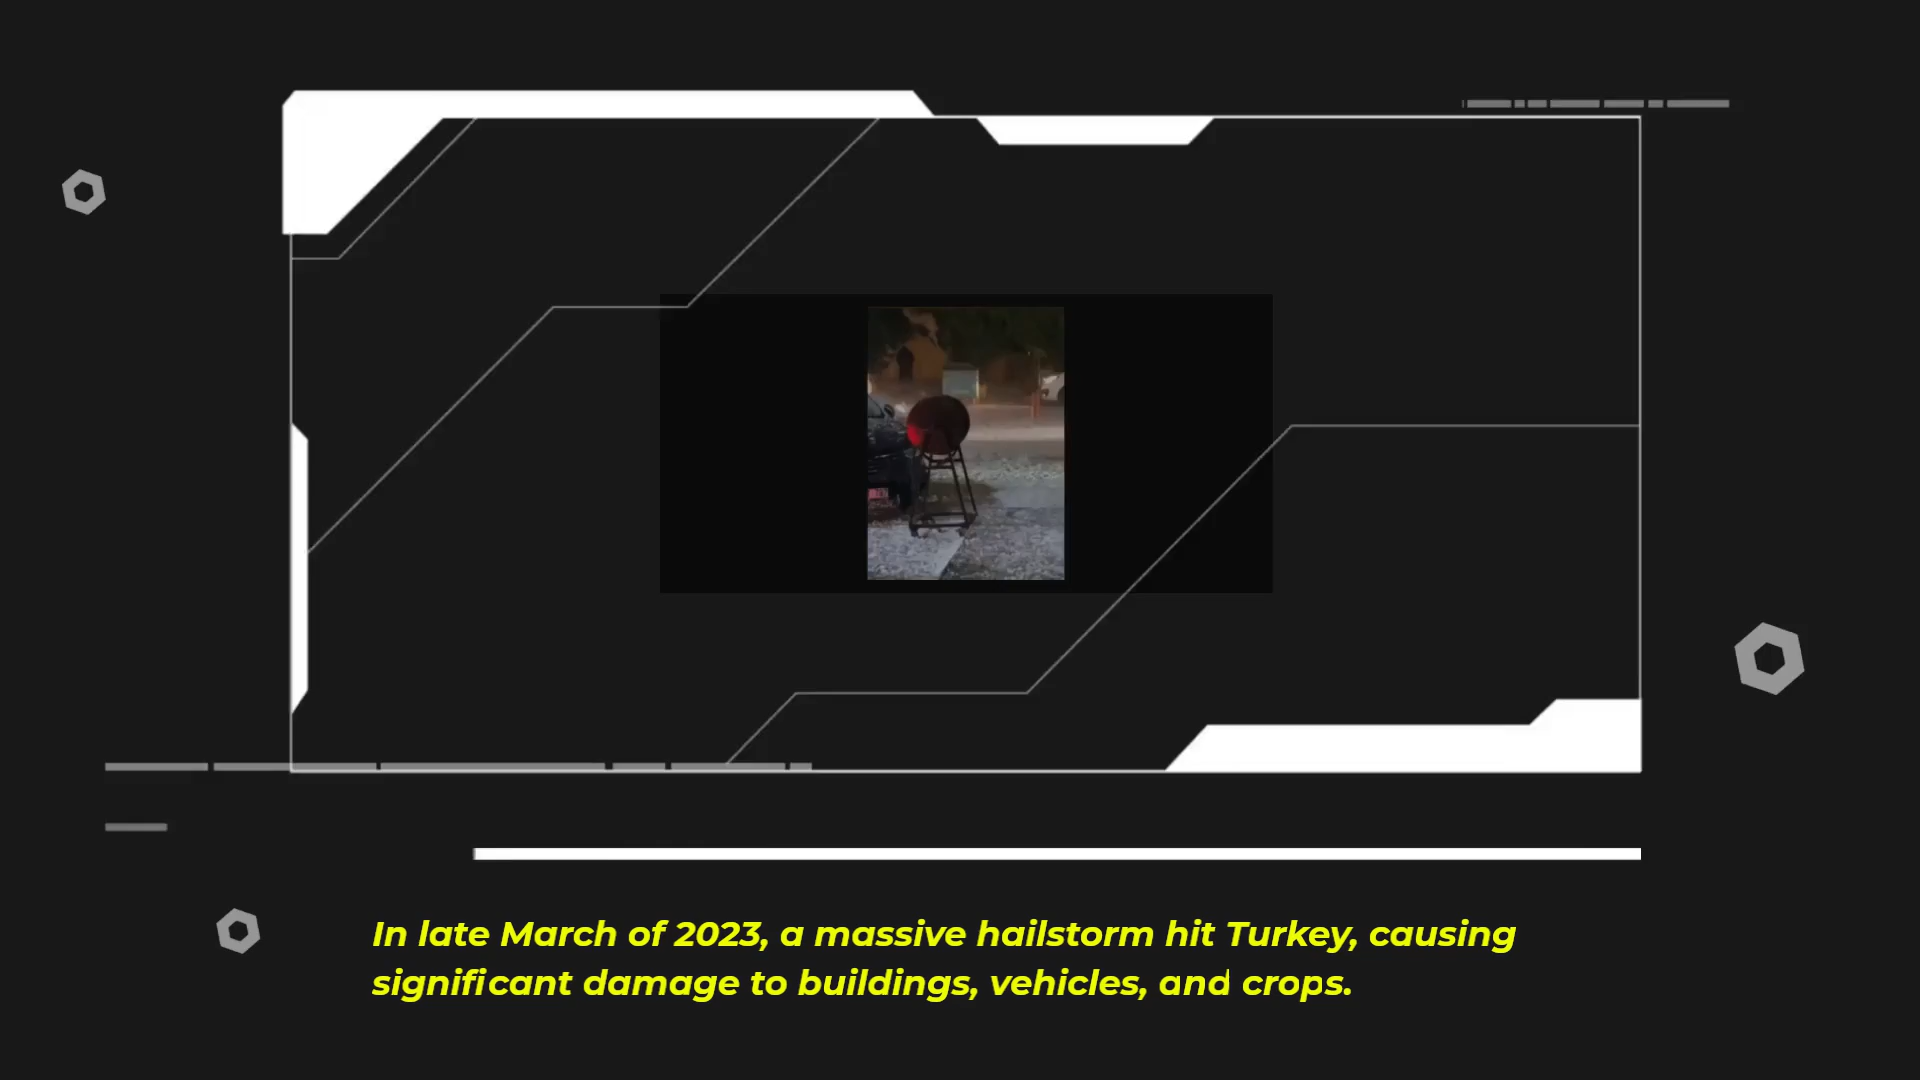 In late March of 2023, a massive hailstorm hit Turkey, causing
significant damage to buildings, vehicles, and crops.